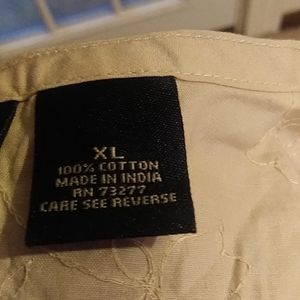 XL
100% COTTON
MADE IN INDIA
RN 73277
CARE SEE REVERSE